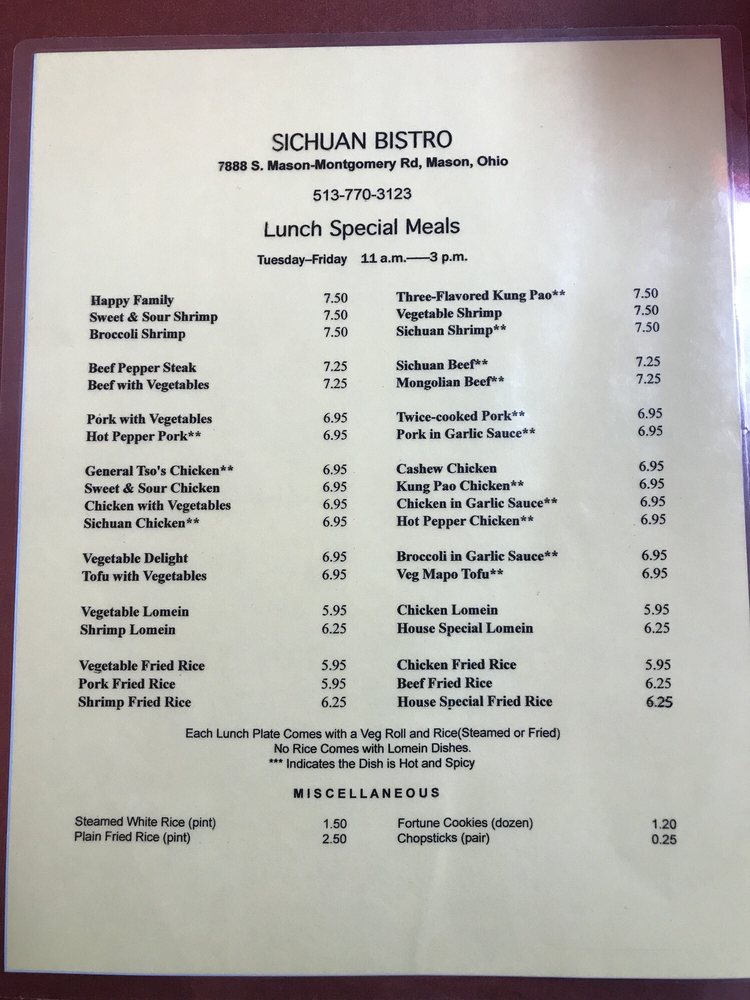 SICHUAN BISTRO
7888 S. Mason-Montgomery Rd, Mason, Ohio
513-770-3123
Lunch Special Meals
Tuesday–Friday 11 a.m.—–3 p.m.
Happy Family 7.50 Three-Flavored Kung Pao** 7.50
Sweet & Sour Shrimp 7.50 Vegetable Shrimp 7.50
Broccoli Shrimp 7.50 Sichuan Shrimp** 7.50
Beef Pepper Steak 7.25 Sichuan Beef** 7.25
Beef with Vegetables 7.25 Mongolian Beef** 7.25
Pork with Vegetables 6.95 Twice-cooked Pork** 6.95
Hot Pepper Pork** 6.95 Pork in Garlic Sauce** 6.95
General Tso's Chicken** 6.95 Cashew Chicken 6.95
Sweet & Sour Chicken 6.95 Kung Pao Chicken** 6.95
Chicken with Vegetables 6.95 Chicken in Garlic Sauce** 6.95
Sichuan Chicken** 6.95 Hot Pepper Chicken** 6.95
Vegetable Delight 6.95 Broccoli in Garlic Sauce** 6.95
Tofu with Vegetables 6.95 Veg Mapo Tofu** 6.95
Vegetable Lomein 5.95 Chicken Lomein 5.95
Shrimp Lomein 6.25 House Special Lomein 6.25
Vegetable Fried Rice 5.95 Chicken Fried Rice 5.95
Pork Fried Rice 5.95 Beef Fried Rice 6.25
Shrimp Fried Rice 6.25 House Special Fried Rice 6.25
Each Lunch Plate Comes with a Veg Roll and Rice(Steamed or Fried)
No Rice Comes with Lomein Dishes.
*** Indicates the Dish is Hot and Spicy
MISCELLANEOUS
Steamed White Rice (pint) 1.50 Fortune Cookies (dozen) 1.20
Plain Fried Rice (pint) 2.50 Chopsticks (pair) 0.25